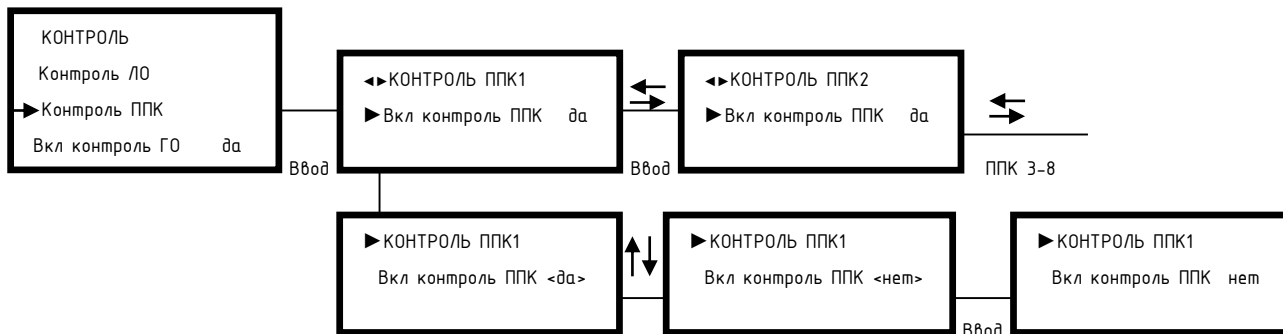 КОНТРОЛЬ
Контроль ЛО
►Контроль ППК
Вкл контроль ГО да
Ввод
◄►КОНТРОЛЬ ППК1
►Вкл контроль ППК да
Ввод
◄►КОНТРОЛЬ ППК2
►Вкл контроль ППК да
ППК 3-8
►КОНТРОЛЬ ППК1
Вкл контроль ППК <да>
►КОНТРОЛЬ ППК1
Вкл контроль ППК <нет>
Ввод
►КОНТРОЛЬ ППК1
Вкл контроль ППК нет